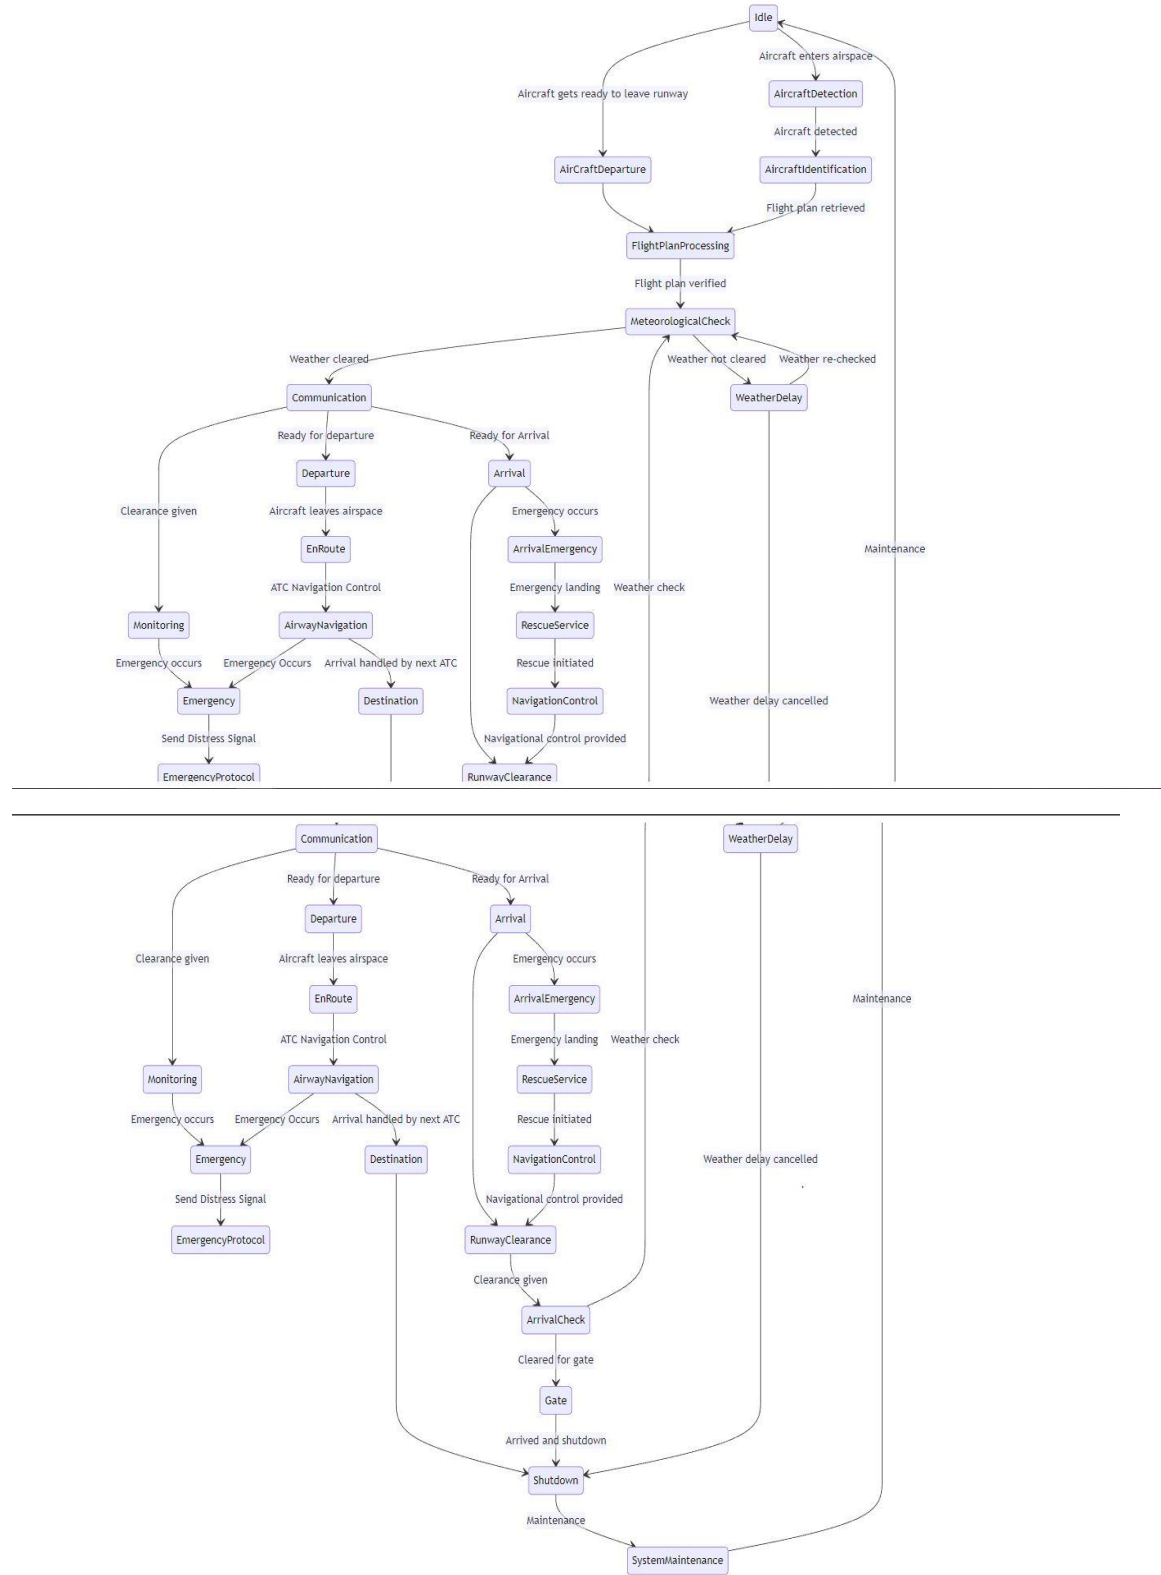 Idle
Aircraft enters airspace
Aircraft gets ready to leave runway
AircraftDetection
Aircraft detected
AirCraftDeparture
AircraftIdentification
Flight plan retrieved
FlightPlanProcessing
Flight plan verified
MeteorologicalCheck
Weather cleared
Weather not cleared
Weather re-checked
Communication
WeatherDelay
Ready for departure
Ready for Arrival
Departure
Arrival
Clearance given
Aircraft leaves airspace
Emergency occurs
EnRoute
ArrivalEmergency
Maintenance
ATC Navigation Control
Emergency landing
Weather check
Monitoring
AirwayNavigation
RescueService
Emergency occurs
Emergency Occurs
Arrival handled by next ATC
Rescue initiated
Emergency
Destination
NavigationControl
Weather delay cancelled
Send Distress Signal
Navigational control provided
EmergencyProtocol
RunwayClearance
Communication
WeatherDelay
Ready for departure
Ready for Arrival
Departure
Arrival
Clearance given
Aircraft leaves airspace
Emergency occurs
EnRoute
ArrivalEmergency
Maintenance
ATC Navigation Control
Emergency landing
Weather check
Monitoring
AirwayNavigation
RescueService
Emergency occurs
Emergency Occurs
Arrival handled by next ATC
Rescue initiated
Emergency
Destination
NavigationControl
Weather delay cancelled
Send Distress Signal
Navigational control provided
EmergencyProtocol
RunwayClearance
Clearance given
ArrivalCheck
Cleared for gate
Gate
Arrived and shutdown
Shutdown
Maintenance
SystemMaintenance